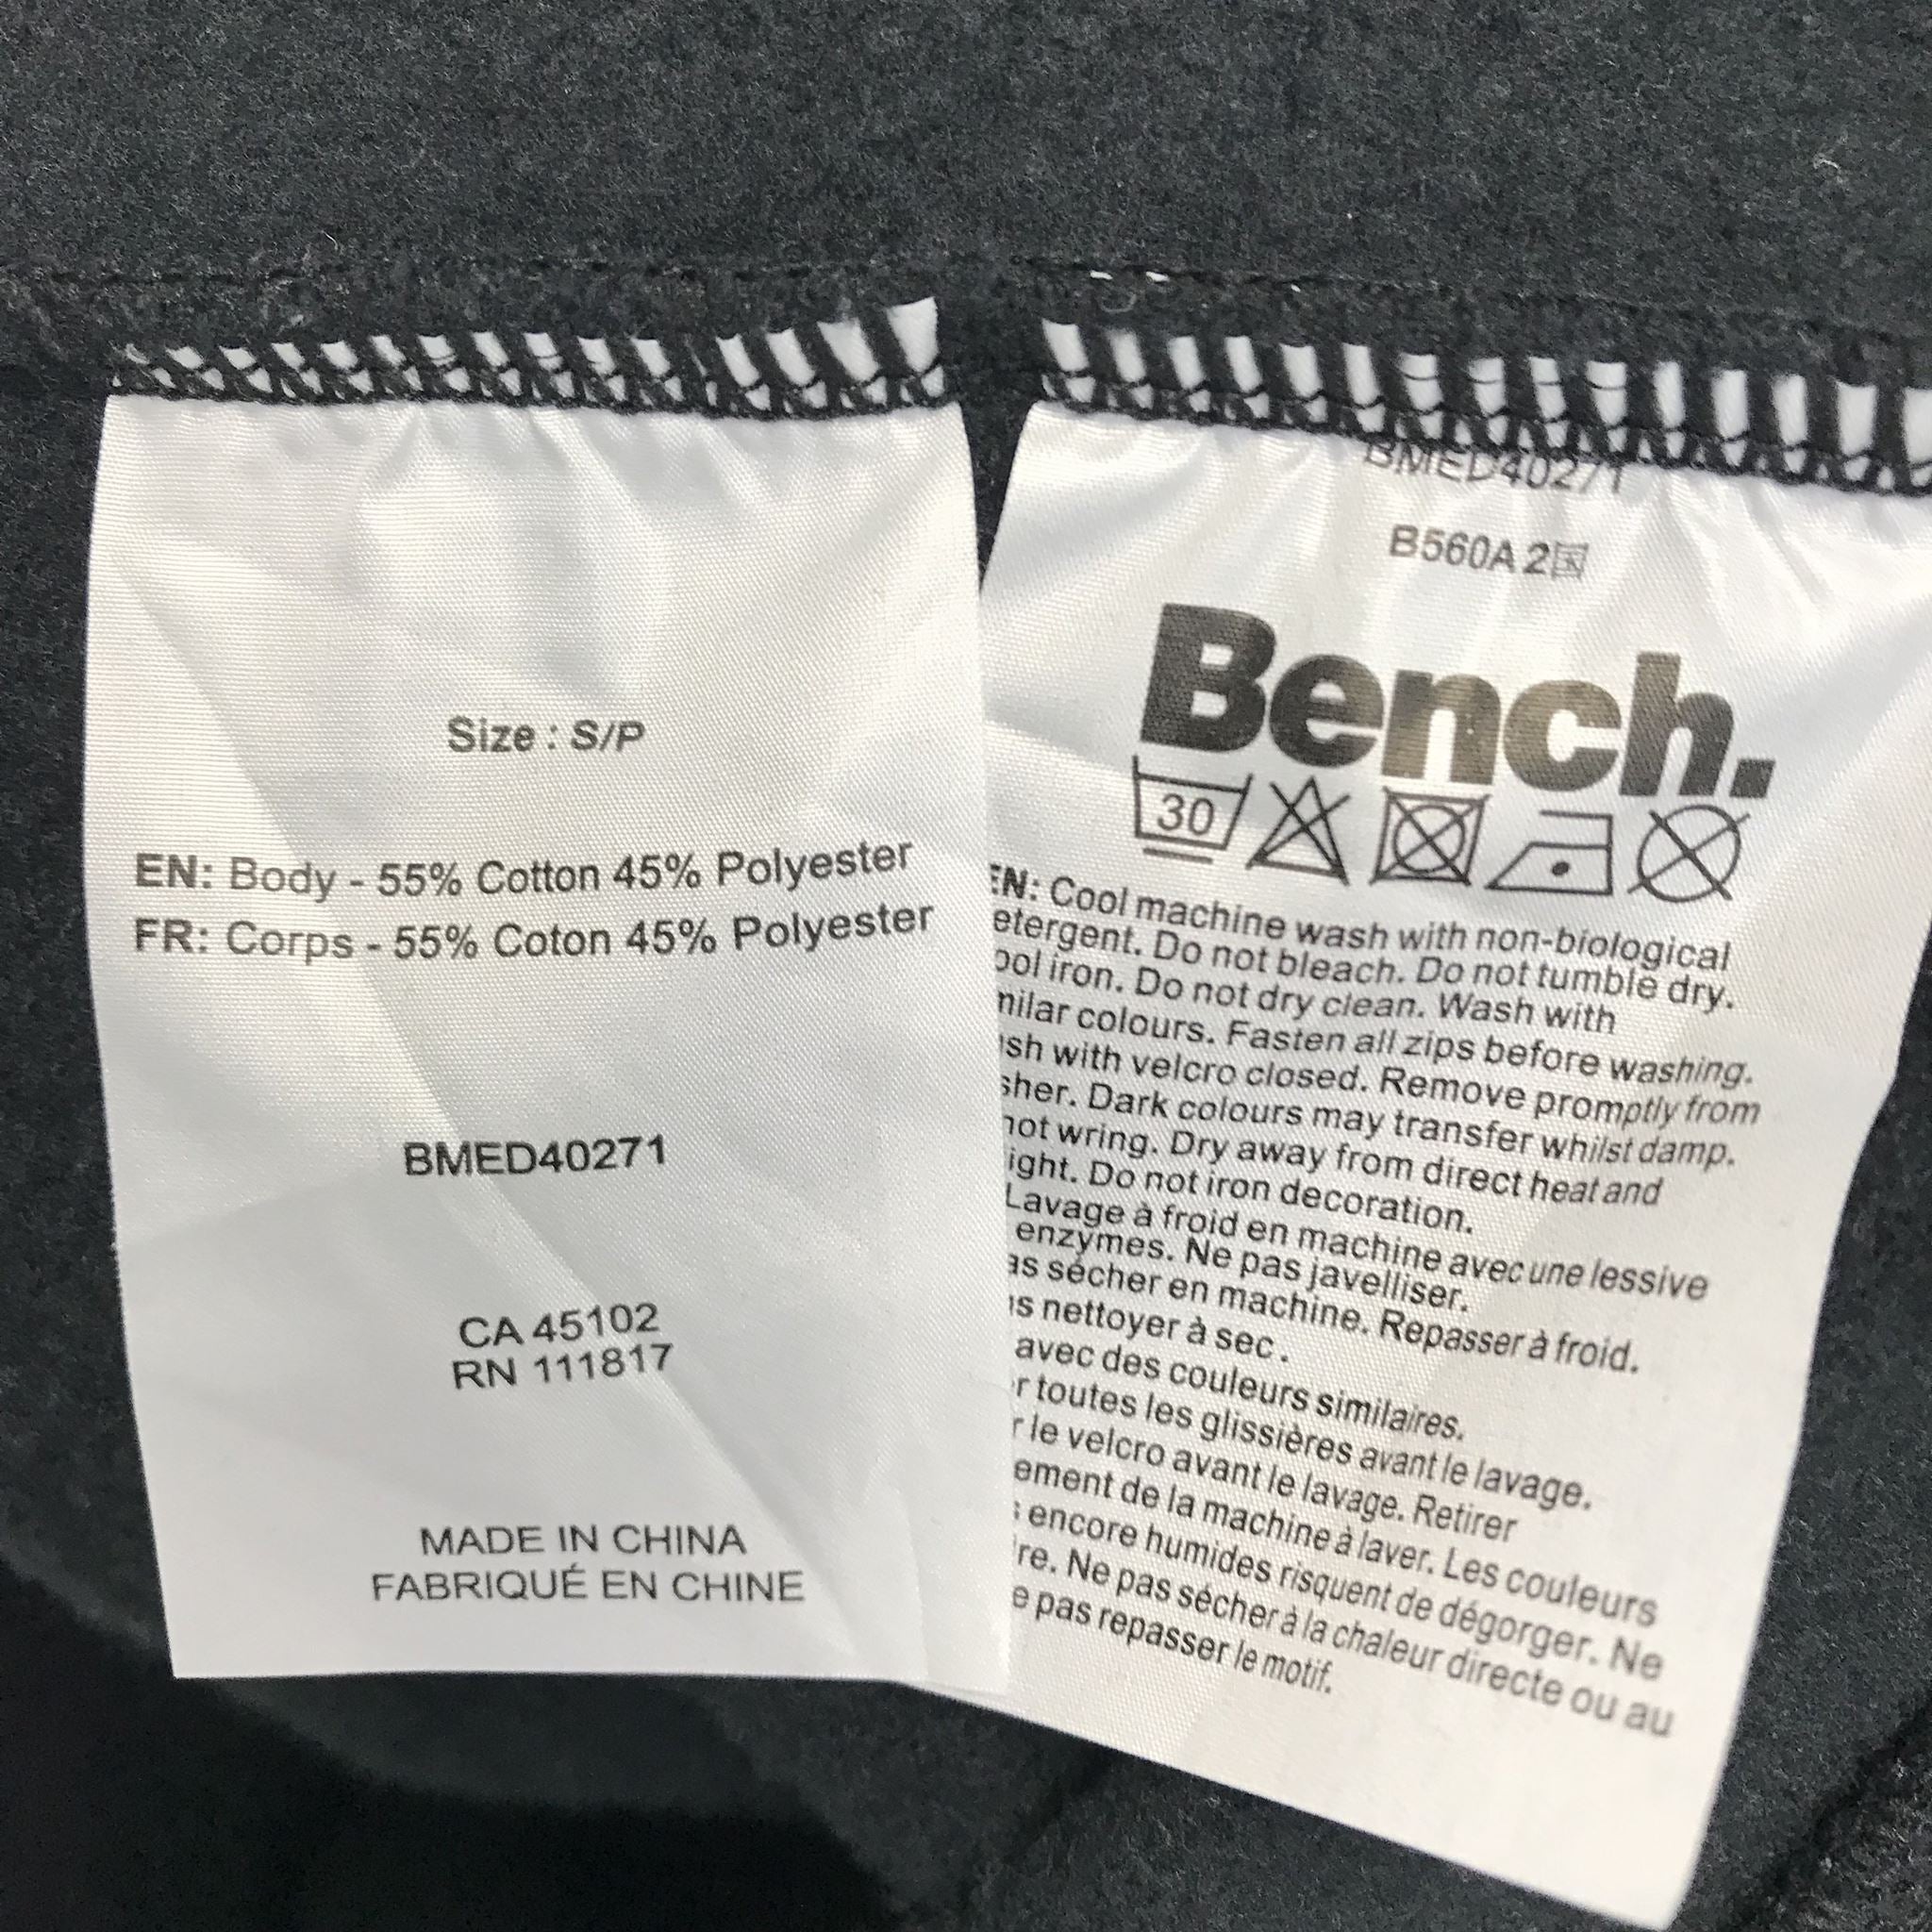 Size : S/P
EN: Body - 55% Cotton 45% Polyester
FR: Corps - 55% Coton 45% Polyester
BMED40271
CA 45102
RN 111817
MADE IN CHINA
FABRIQUÉ EN CHINE
BMED40271
B560A 2国
Bench.
30
EN: Cool machine wash with non-biological
etergent. Do not bleach. Do not tumble dry.
ool iron. Do not dry clean. Wash with
milar colours. Fasten all zips before washing.
sh with velcro closed. Remove promptly from
sher. Dark colours may transfer whilst damp.
not wring. Dry away from direct heat and
ight. Do not iron decoration.
Lavage à froid en machine avec une lessive
enzymes. Ne pas javelliser.
as sécher en machine. Repasser à froid.
as nettoyer à sec .
avec des couleurs similaires.
r toutes les glissières avant le lavage.
r le velcro avant le lavage. Retirer
ement de la machine à laver. Les couleurs
s encore humides risquent de dégorger. Ne
re. Ne pas sécher à la chaleur directe ou au
e pas repasser le motif.